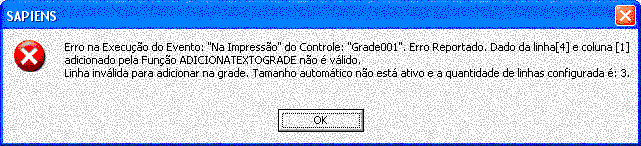 SAPIENS
Erro na Execução do Evento: "Na Impressão" do Controle: "Grade001". Erro Reportado. Dado da linha[4] e coluna [1]
adicionado pela Função ADICIONATEXTOGRADE não é válido.
Linha inválida para adicionar na grade. Tamanho automático não está ativo e a quantidade de linhas configurada é: 3.
OK